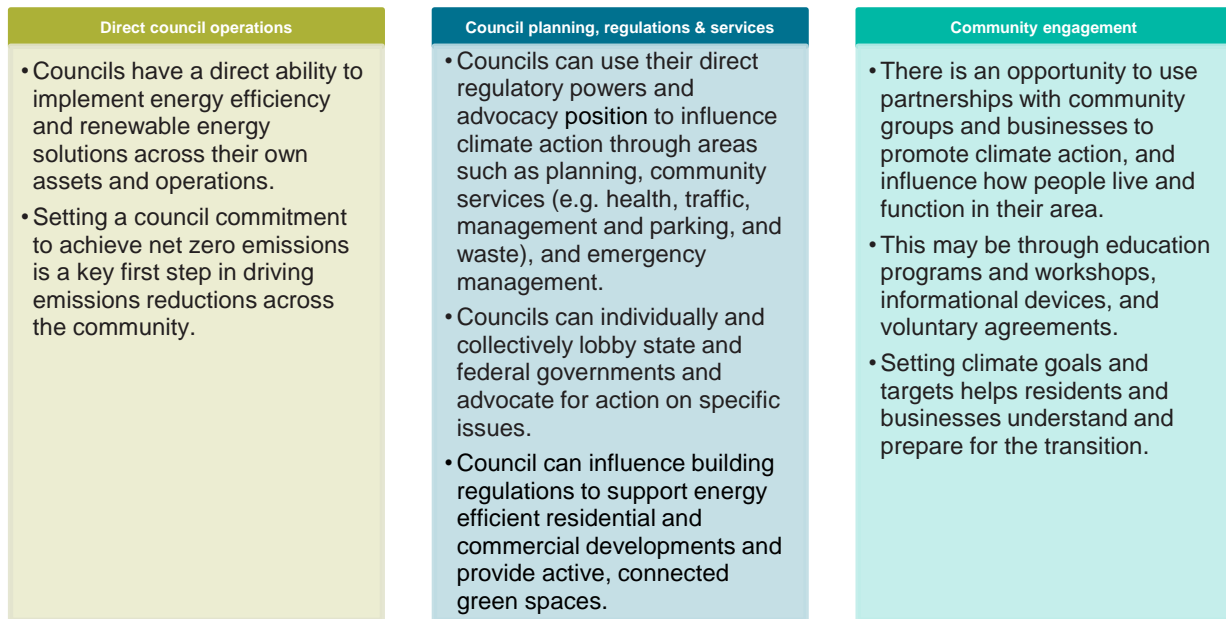 Direct council operations
• Councils have a direct ability to
implement energy efficiency
and renewable energy
solutions across their own
assets and operations.
• Setting a council commitment
to achieve net zero emissions
is a key first step in driving
emissions reductions across
the community.
Council planning, regulations & services
• Councils can use their direct
regulatory powers and
advocacy position to influence
climate action through areas
such as planning, community
services (e.g. health, traffic,
management and parking, and
waste), and emergency
management.
• Councils can individually and
collectively lobby state and
federal governments and
advocate for action on specific
issues.
• Council can influence building
regulations to support energy
efficient residential and
commercial developments and
provide active, connected
green spaces.
Community engagement
• There is an opportunity to use
partnerships with community
groups and businesses to
promote climate action, and
influence how people live and
function in their area.
• This may be through education
programs and workshops,
informational devices, and
voluntary agreements.
• Setting climate goals and
targets helps residents and
businesses understand and
prepare for the transition.